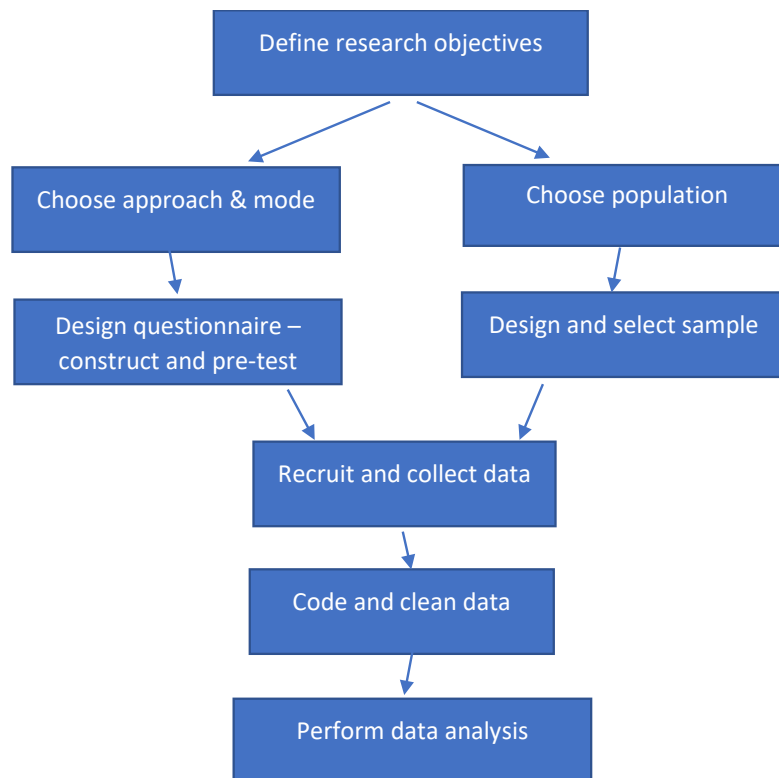 Define research objectives
Choose approach & mode
Choose population
Design questionnaire –
construct and pre-test
Design and select sample
Recruit and collect data
Code and clean data
Perform data analysis